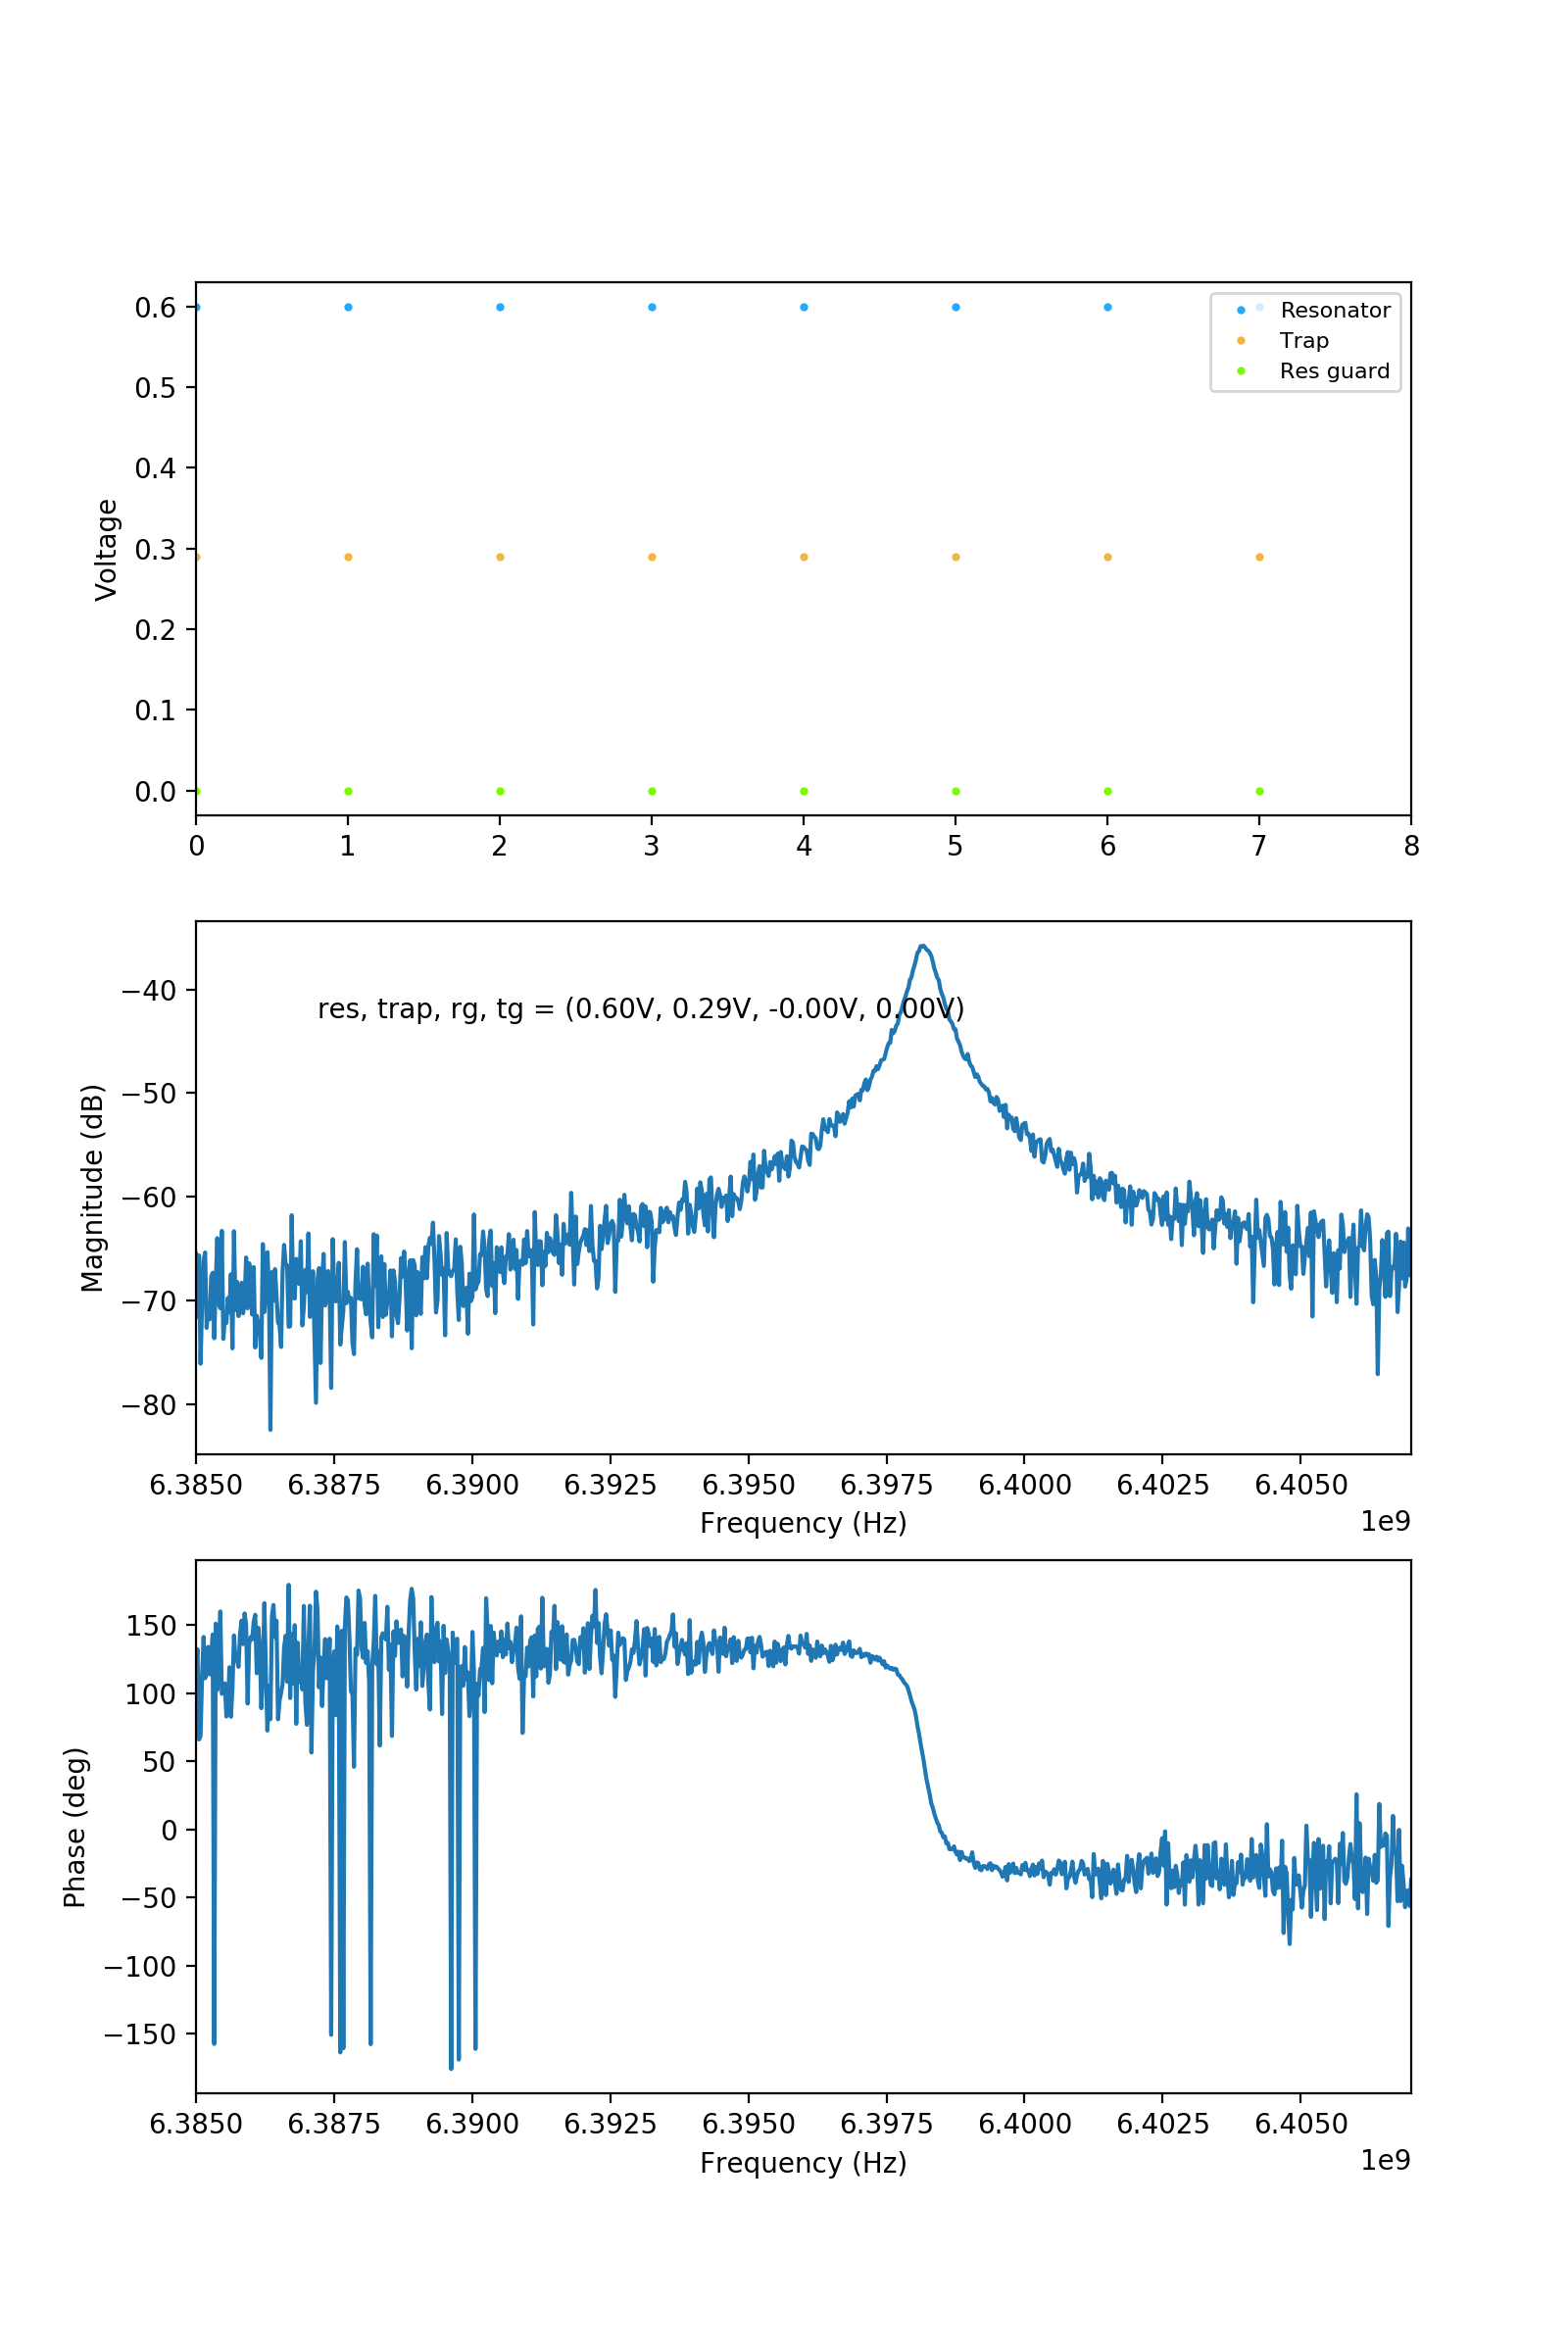 0.6
0.5
0.4
0.3
0.2
0.1
0.0
Voltage
Resonator
Trap
Res guard
0 1 2 3 4 5 6 7 8
−40
−50
−60
−70
−80
Magnitude (dB)
res, trap, rg, tg = (0.60V, 0.29V, -0.00V, 0.00V)
6.3850 6.3875 6.3900 6.3925 6.3950 6.3975 6.4000 6.4025 6.4050
1e9
Frequency (Hz)
150
100
50
0
−50
−100
−150
Phase (deg)
6.3850 6.3875 6.3900 6.3925 6.3950 6.3975 6.4000 6.4025 6.4050
1e9
Frequency (Hz)